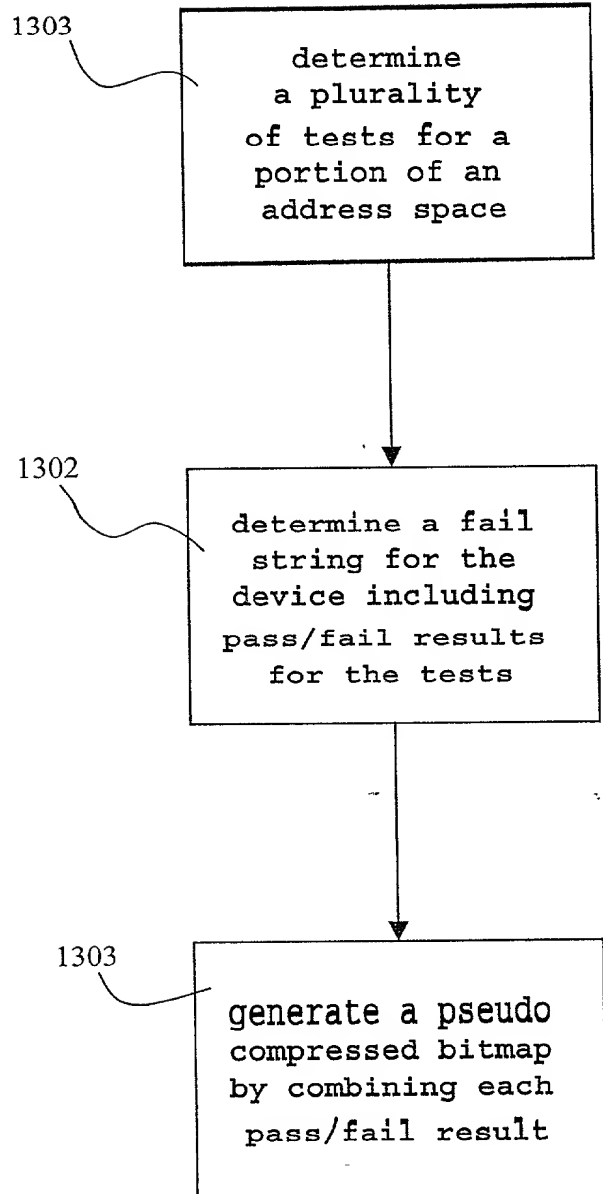 1303
determine
a plurality
of tests for a
portion of an
address space
1302
determine a fail
string for the
device including
pass/fail results
for the tests
1303
generate a pseudo
compressed bitmap
by combining each
pass/fail result